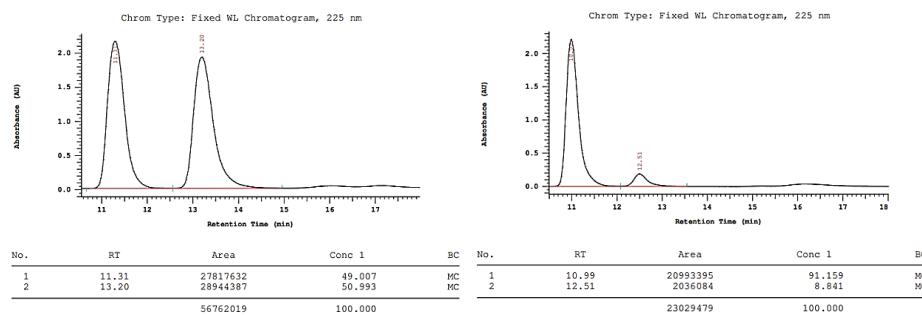 Chrom Type: Fixed WL Chromatogram, 225 nm
Absorbance (AU)
2.0
1.5
1.0
0.5
0.0
13.20
11 12 13 14 15 16 17
Retention Time (min)
No. RT Area Conc 1 BC
1 11.31 27817632 49.007 MC
2 13.20 28944387 50.993 MC
56762019 100.000
Chrom Type: Fixed WL Chromatogram, 225 nm
Absorbance (AU)
2.0
1.5
1.0
0.5
0.0
12.51
11 12 13 14 15 16 17 18
Retention Time (min)
No. RT Area Conc 1
1 10.99 20993395 91.159
2 12.51 2036084 8.841
23029479 100.000